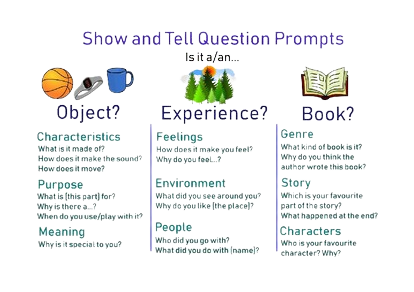 Show and Tell Question Prompts
Is it a/an...
Object?
Characteristics
What is it made of?
How does it make the sound?
How does it move?
Purpose
What is (this part) for?
Why is there a...?
When do you use/play with it?
Meaning
Why is it special to you?
Experience?
Feelings
How does it make you feel?
Why do you feel...?
Environment
What did you see around you?
Why do you like (the place)?
People
Who did you go with?
What did you do with (name)?
Book?
Genre
What kind of book is it?
Why do you think the
author wrote this book?
Story
Which is your favourite
part of the story?
What happened at the end?
Characters
Who is your favourite
character? Why?